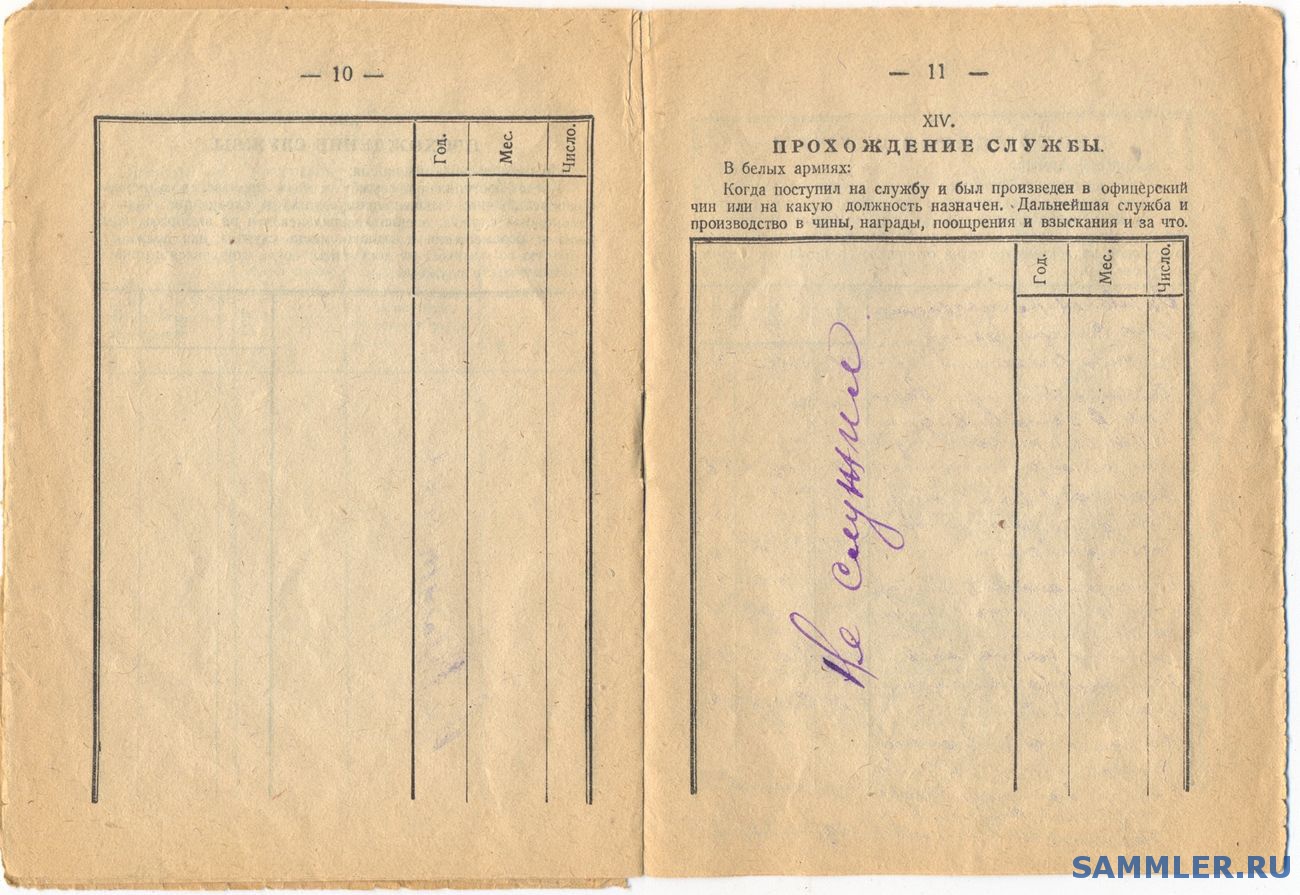 — 10 —
Год.
Мес.
Число.
— 11 —
XIV.
ПРОХОЖДЕНИЕ СЛУЖБЫ.
В белых армиях:
Когда поступил на службу и был произведен в офицерский
чин или на какую должность назначен. Дальнейшая служба и
производство в чины, награды, поощрения и взыскания и за что.
Год.
Мес.
Число.
Не служил
SAMMLER.RU